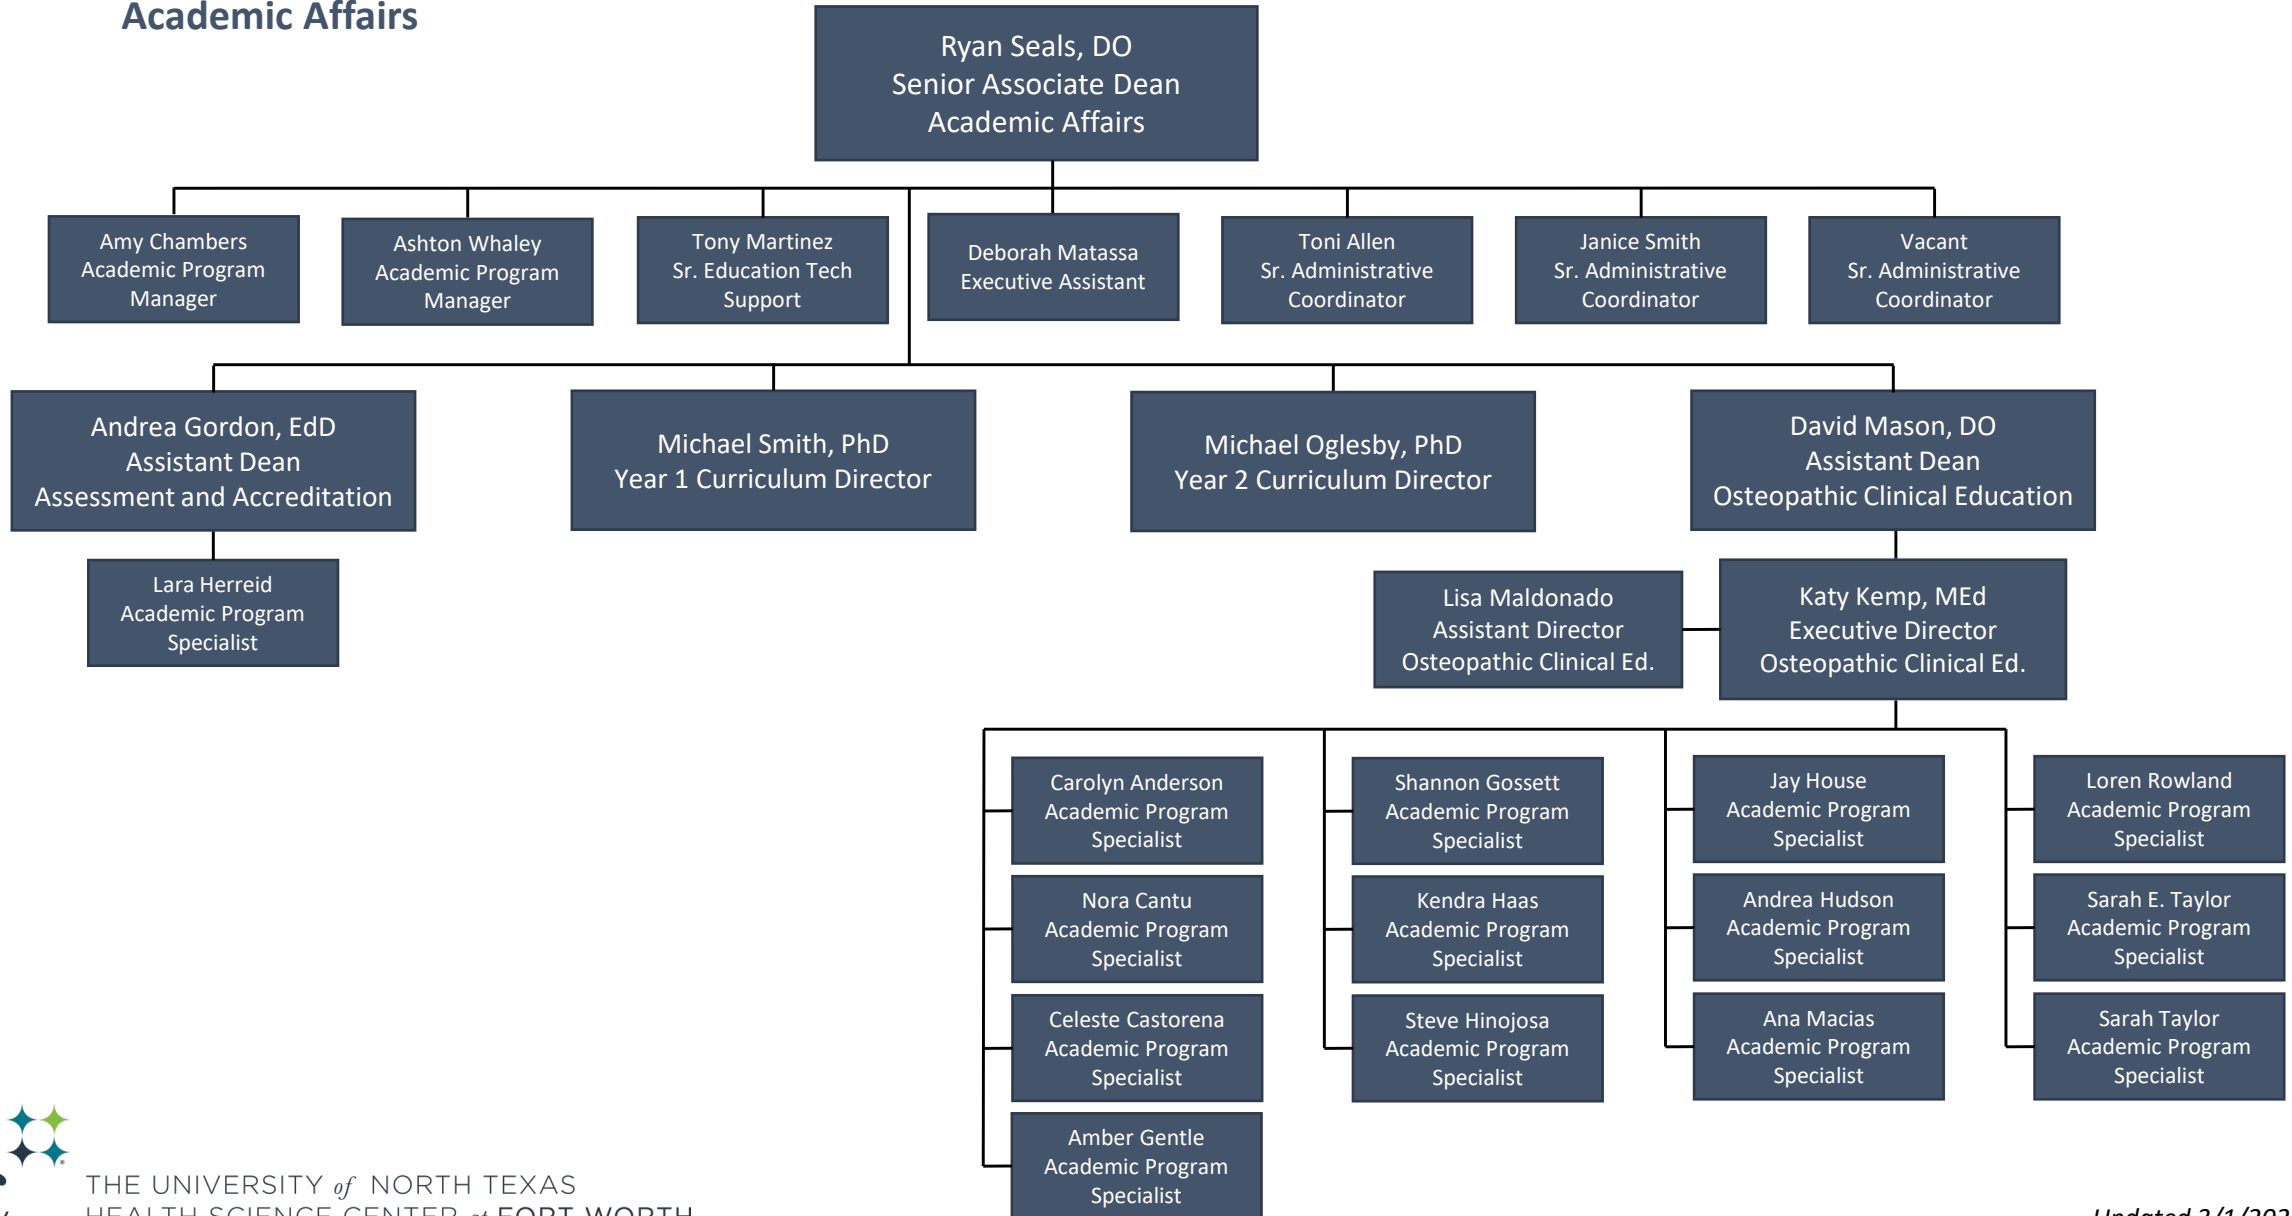 Academic Affairs
Ryan Seals, DO
Senior Associate Dean
Academic Affairs
Amy Chambers
Academic Program
Manager
Ashton Whaley
Academic Program
Manager
Tony Martinez
Sr. Education Tech
Support
Deborah Matassa
Executive Assistant
Toni Allen
Sr. Administrative
Coordinator
Janice Smith
Sr. Administrative
Coordinator
Vacant
Sr. Administrative
Coordinator
Andrea Gordon, EdD
Assistant Dean
Assessment and Accreditation
Michael Smith, PhD
Year 1 Curriculum Director
Michael Oglesby, PhD
Year 2 Curriculum Director
David Mason, DO
Assistant Dean
Osteopathic Clinical Education
Lara Herreid
Academic Program
Specialist
Lisa Maldonado
Assistant Director
Osteopathic Clinical Ed.
Katy Kemp, MEd
Executive Director
Osteopathic Clinical Ed.
Carolyn Anderson
Academic Program
Specialist
Nora Cantu
Academic Program
Specialist
Celeste Castorena
Academic Program
Specialist
Amber Gentle
Academic Program
Specialist
Shannon Gossett
Academic Program
Specialist
Kendra Haas
Academic Program
Specialist
Steve Hinojosa
Academic Program
Specialist
Jay House
Academic Program
Specialist
Andrea Hudson
Academic Program
Specialist
Ana Macias
Academic Program
Specialist
Loren Rowland
Academic Program
Specialist
Sarah E. Taylor
Academic Program
Specialist
Sarah Taylor
Academic Program
Specialist
THE UNIVERSITY of NORTH TEXAS
HEALTH SCIENCE CENTER at FORT WORTH
Updated